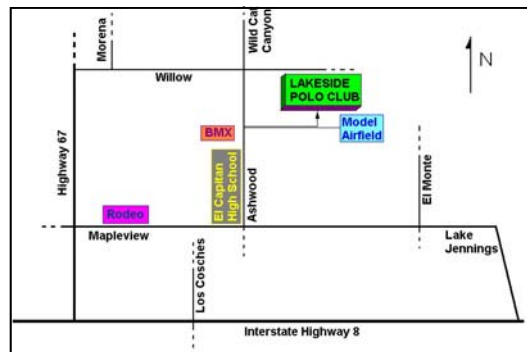 Morena
Wild Cat
Canyon
Willow
N
LAKESIDE
POLO CLUB
BMX
Model
Airfield
Highway 67
El Capitan
High School
Ashwood
El Monte
Rodeo
Mapleview
Lake
Jennings
Los Cosches
Interstate Highway 8